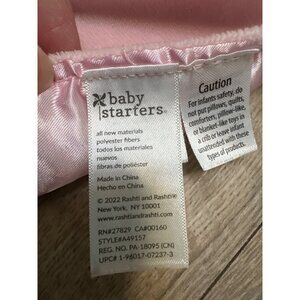 baby
starters®
all new materials
polyester fibers
todos los materiales
nuevos
fibras de poliéster
Made in China
Hecho en China
© 2022 Rashti and Rashti
New York, NY 10001
www.rashtiandrashti.com
RN#27829 CA#00160
STYLE#A49157
REG. NO. PA-18095 (CN)
UPC# 1-96017-07237-3
Caution
For infants safety, do
not put pillows, quilts,
comforters, pillow-like
or blanket-like toys in
a crib or leave infant
unattended with these
types of products.